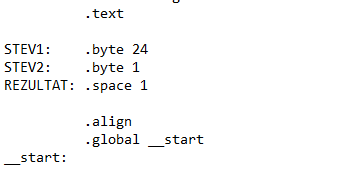 .text
STEV1: .byte 24
STEV2: .byte 1
REZULTAT: .space 1
.align
.global __start
__start: